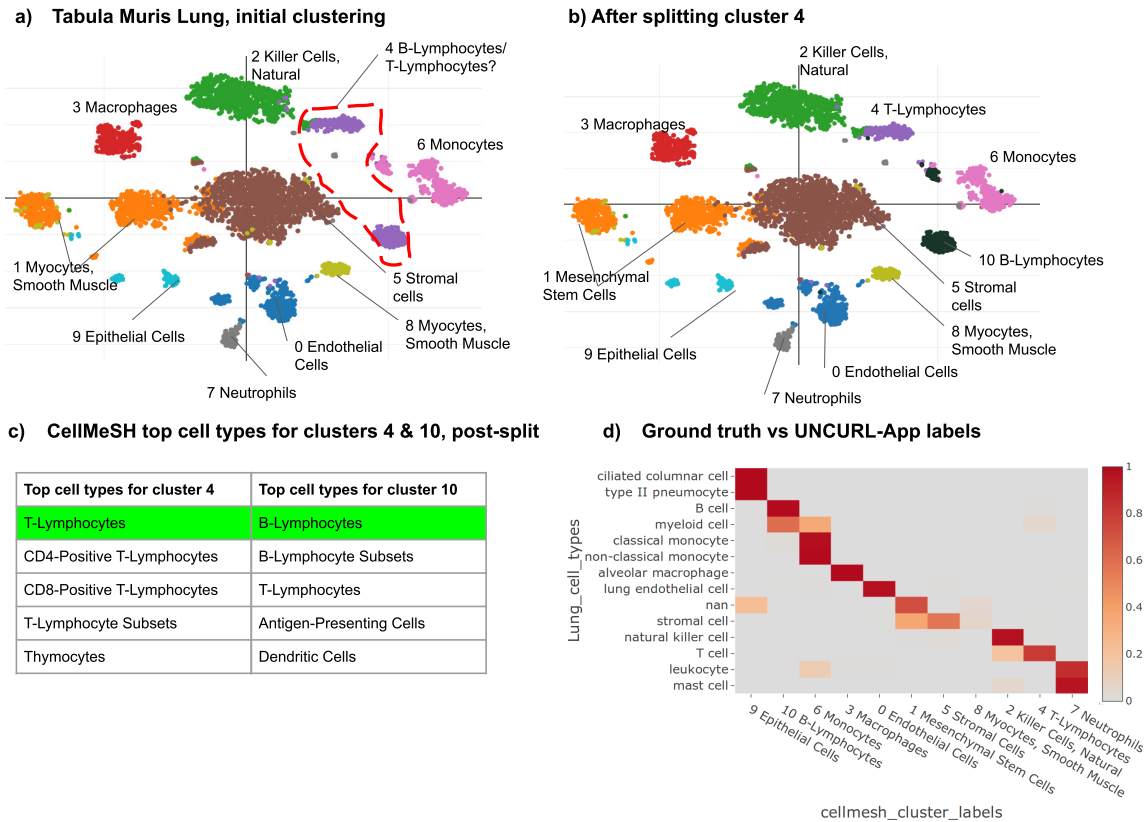 a) Tabula Muris Lung, initial clustering
2 Killer Cells,
Natural
4 B-Lymphocytes/
T-Lymphocytes?
3 Macrophages
6 Monocytes
1 Myocytes,
Smooth Muscle
5 Stromal
cells
9 Epithelial Cells
8 Myocytes,
Smooth Muscle
0 Endothelial
Cells
7 Neutrophils
b) After splitting cluster 4
2 Killer Cells,
Natural
4 T-Lymphocytes
3 Macrophages
6 Monocytes
10 B-Lymphocytes
1 Mesenchymal
Stem Cells
5 Stromal
cells
8 Myocytes,
Smooth Muscle
9 Epithelial Cells
0 Endothelial Cells
7 Neutrophils
c) CellMeSH top cell types for clusters 4 & 10, post-split
Top cell types for cluster 4 Top cell types for cluster 10
T-Lymphocytes B-Lymphocytes
CD4-Positive T-Lymphocytes B-Lymphocyte Subsets
CD8-Positive T-Lymphocytes T-Lymphocytes
T-Lymphocyte Subsets Antigen-Presenting Cells
Thymocytes Dendritic Cells
d) Ground truth vs UNCURL-App labels
Lung_cell_types
ciliated columnar cell
type II pneumocyte
B cell
myeloid cell
classical monocyte
non-classical monocyte
alveolar macrophage
lung endothelial cell
nan
stromal cell
natural killer cell
T cell
leukocyte
mast cell
1
0.8
0.6
0.4
0.2
0
9 Epithelial Cells
10 B-Lymphocytes
6 Monocytes
3 Macrophages
0 Endothelial Cells
1 Mesenchymal Stem Cells
5 Stromal Cells
8 Myocytes, Smooth Muscle
2 Killer Cells, Natural
4 T-Lymphocytes
7 Neutrophils
cellmesh_cluster_labels